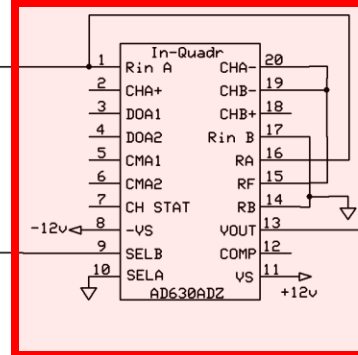 In-Quadr
1 Rin A CHA- 20
2 CHA+ CHB- 19
3 DOA1 CHB+ 18
4 DOA2 Rin B 17
5 CMA1 RA 16
6 CMA2 RF 15
7 CH STAT RB 14
-12v 8 -VS VOUT 13
9 SELB COMP 12
10 SELA VS 11
AD630ADZ +12v